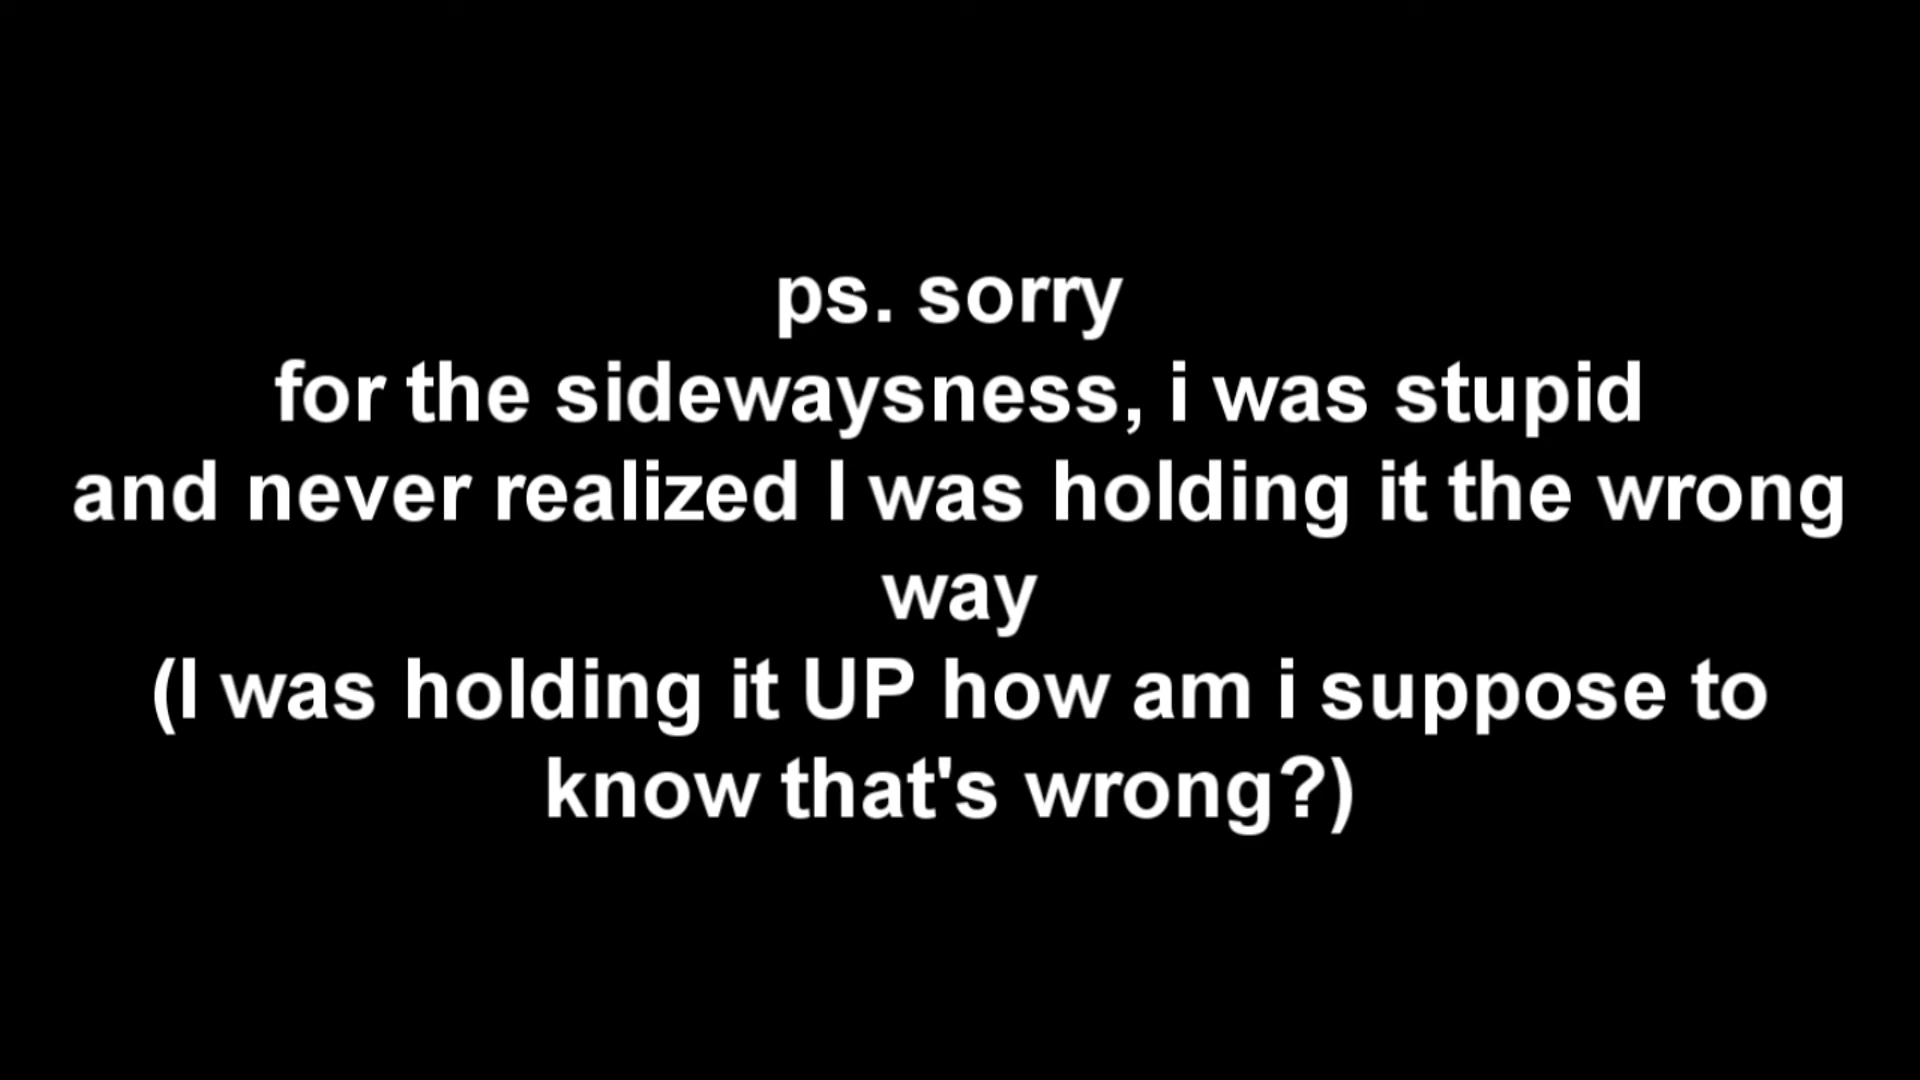 ps. sorry
for the sidewaysness, i was stupid
and never realized I was holding it the wrong
way
(I was holding it UP how am i suppose to
know that's wrong?)